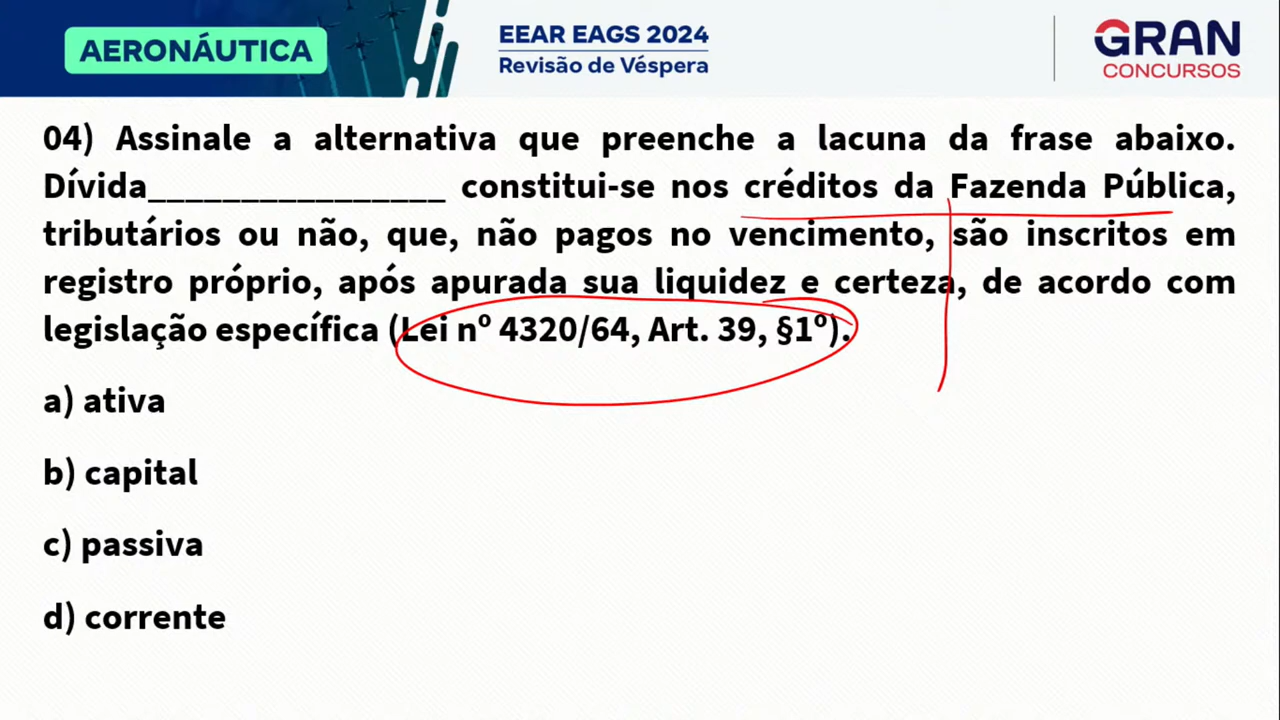 AERONÁUTICA
EEAR EAGS 2024
Revisão de Véspera
GRAN
CONCURSOS
04) Assinale a alternativa que preenche a lacuna da frase abaixo.
Dívida________________ constitui-se nos créditos da Fazenda Pública,
tributários ou não, que, não pagos no vencimento, são inscritos em
registro próprio, após apurada sua liquidez e certeza, de acordo com
legislação específica (Lei nº 4320/64, Art. 39, §1º).
a) ativa
b) capital
c) passiva
d) corrente